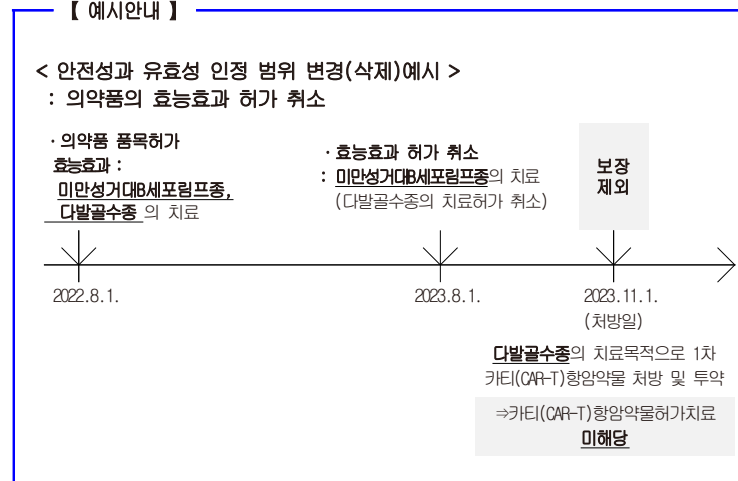 【 예시안내 】
< 안전성과 유효성 인정 범위 변경(삭제)예시 >
: 의약품의 효능효과 허가 취소
· 의약품 품목허가
효능효과 :
미만성거대B세포림프종,
다발골수종 의 치료
· 효능효과 허가 취소
: 미만성거대B세포림프종의 치료
(다발골수종의 치료허가 취소)
보장
제외
2022.8.1.
2023.8.1.
2023.11.1.
(처방일)
다발골수종의 치료목적으로 1차
카티(CAR-T)항암약물 처방 및 투약
⇒카티(CAR-T)항암약물허가치료
미해당